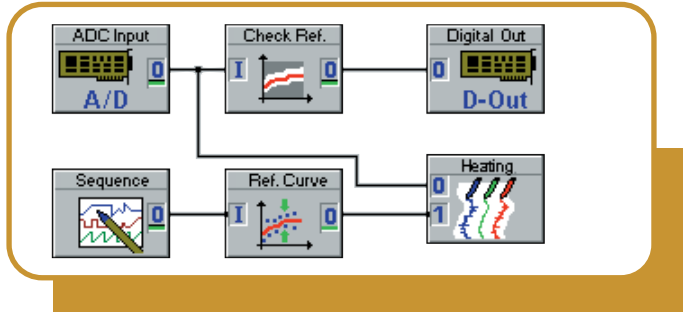 ADC Input
0
A/D
Check Ref.
I
0
Digital Out
0
D-Out
Sequence
0
Ref. Curve
I
0
Heating
0
1